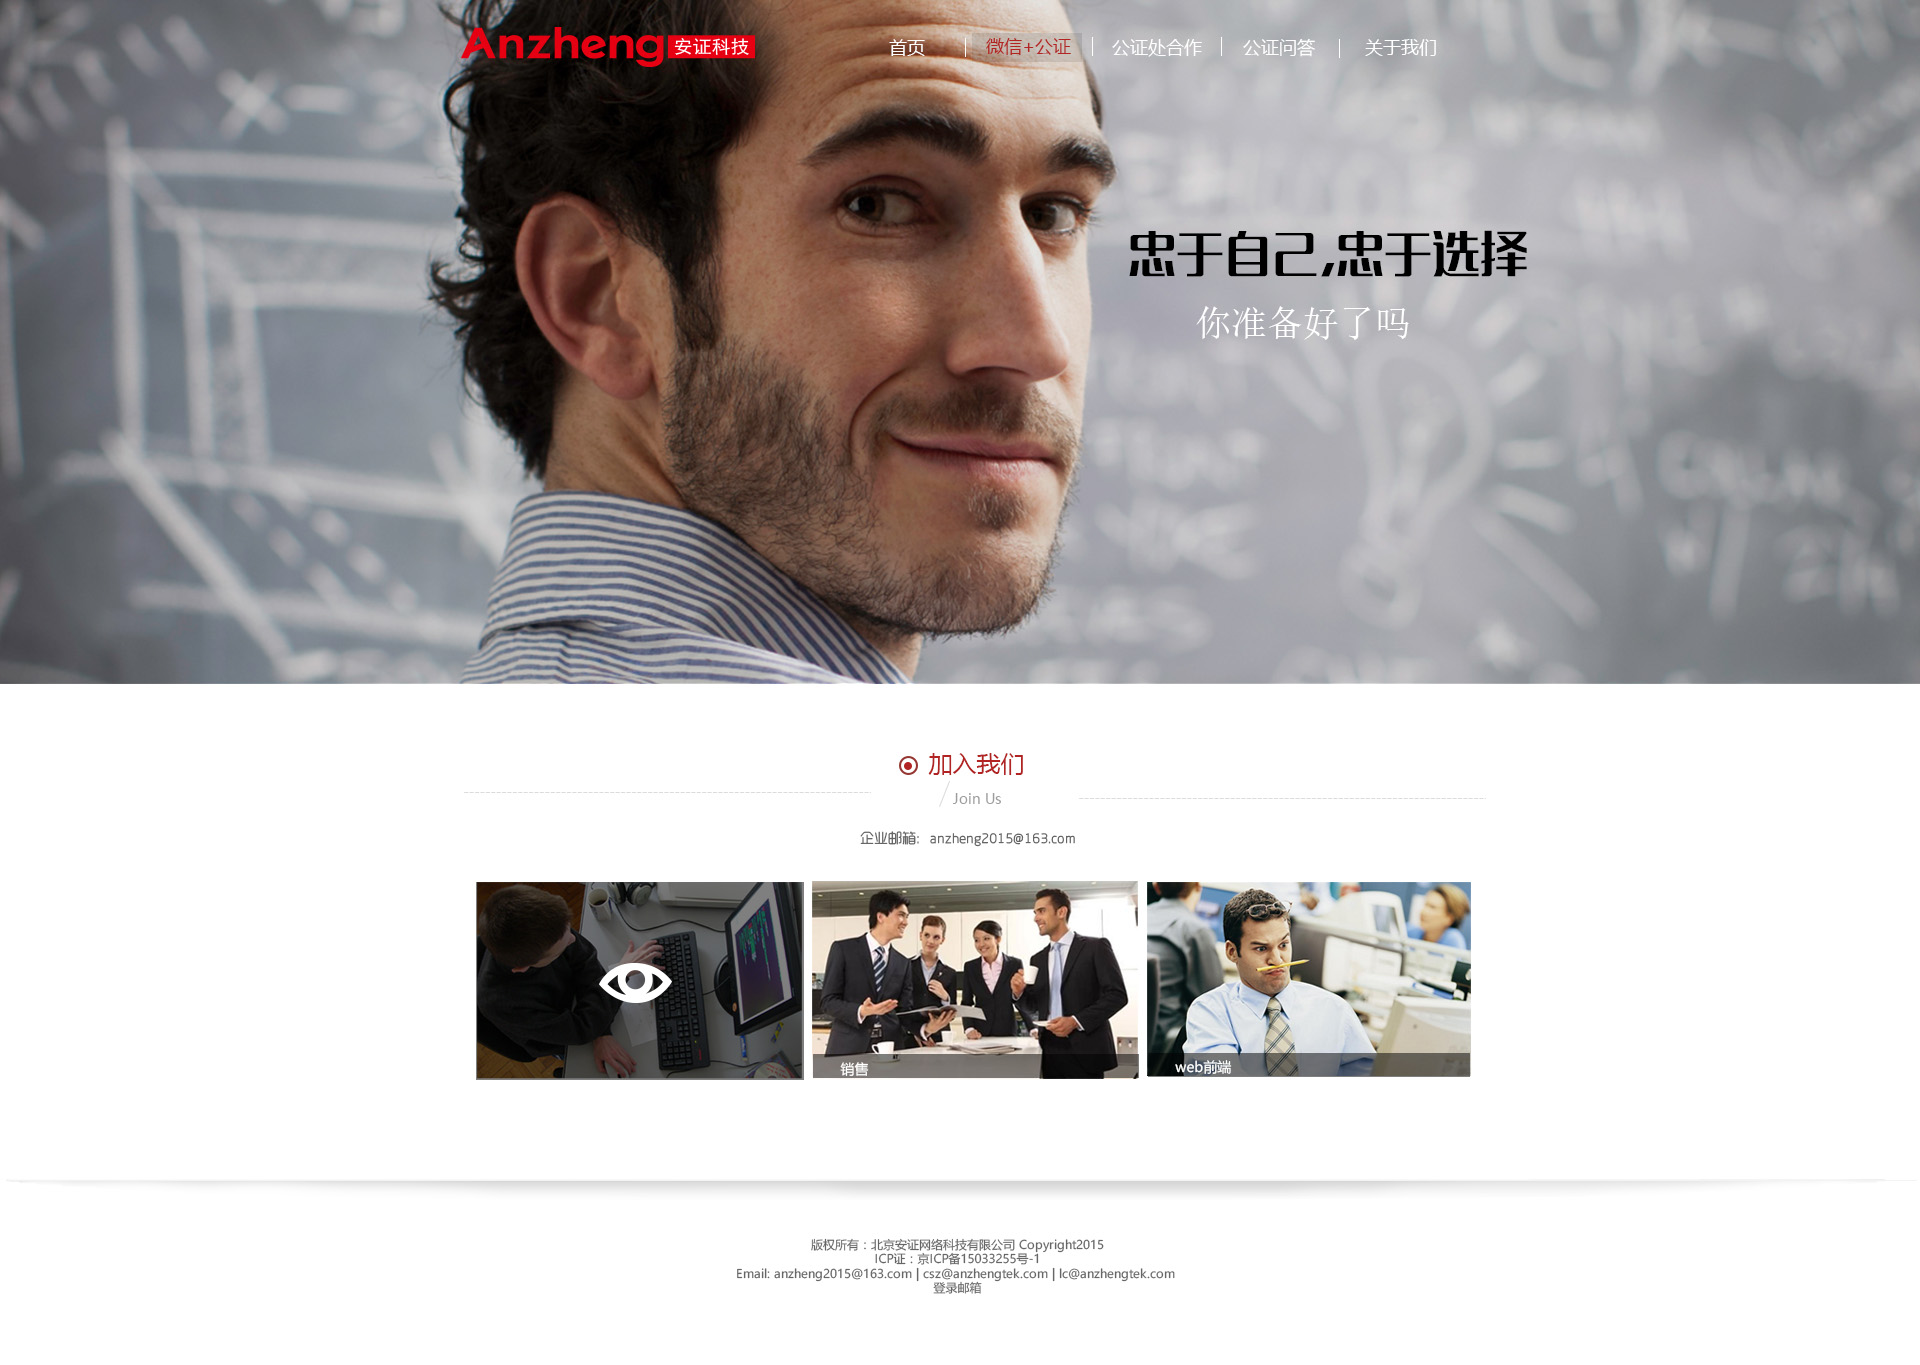 Anzheng 安证科技
首页 微信+公证 公证处合作 公证问答 关于我们
忠于自己,忠于选择
你准备好了吗
加入我们
Join Us
企业邮箱: anzheng2015@163.com
销售
web前端
版权所有：北京安证网络科技有限公司 Copyright2015
ICP证：京ICP备15033255号-1
Email: anzheng2015@163.com | csz@anzhengtek.com | lc@anzhengtek.com
登录邮箱